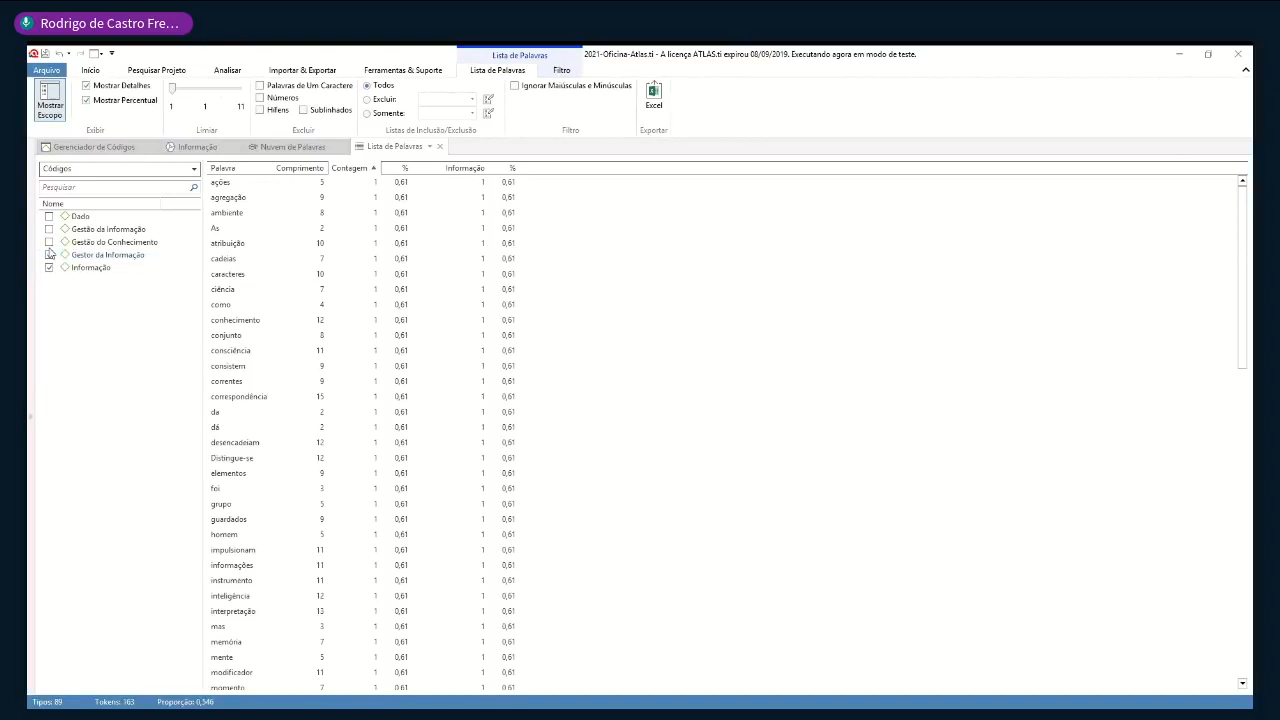 Rodrigo de Castro Fre...
Lista de Palavras
2021-Oficina-Atlas.ti - A licença ATLAS.ti expirou 08/09/2019. Executando agora em modo de teste.
Arquivo Início Pesquisar Projeto Analisar Importar & Exportar Ferramentas & Suporte Lista de Palavras Filtro
Mostrar Escopo
Mostrar Detalhes
Mostrar Percentual
Exibir
1 1 11
Limiar
Palavras de Um Caractere
Números
Hífens Sublinhados
Excluir
Todos
Excluir:
Somente:
Listas de Inclusão/Exclusão
Ignorar Maiúsculas e Minúsculas
Filtro
Excel
Exportar
Gerenciador de Códigos Informação Nuvem de Palavras Lista de Palavras
Códigos
Pesquisar
Nome
Dado
Gestão da Informação
Gestão do Conhecimento
Gestor da Informação
Informação
Palavra Comprimento Contagem % Informação %
ações 5 1 0,61 1 0,61
agregação 9 1 0,61 1 0,61
ambiente 8 1 0,61 1 0,61
As 2 1 0,61 1 0,61
atribuição 10 1 0,61 1 0,61
cadeias 7 1 0,61 1 0,61
caracteres 10 1 0,61 1 0,61
ciência 7 1 0,61 1 0,61
como 4 1 0,61 1 0,61
conhecimento 12 1 0,61 1 0,61
conjunto 8 1 0,61 1 0,61
consciência 11 1 0,61 1 0,61
consistem 9 1 0,61 1 0,61
correntes 9 1 0,61 1 0,61
correspondência 15 1 0,61 1 0,61
da 2 1 0,61 1 0,61
dá 2 1 0,61 1 0,61
desencadeiam 12 1 0,61 1 0,61
Distingue-se 12 1 0,61 1 0,61
elementos 9 1 0,61 1 0,61
foi 3 1 0,61 1 0,61
grupo 5 1 0,61 1 0,61
guardados 9 1 0,61 1 0,61
homem 5 1 0,61 1 0,61
impulsionam 11 1 0,61 1 0,61
informações 11 1 0,61 1 0,61
instrumento 11 1 0,61 1 0,61
inteligência 12 1 0,61 1 0,61
interpretação 13 1 0,61 1 0,61
mas 3 1 0,61 1 0,61
memória 7 1 0,61 1 0,61
mente 5 1 0,61 1 0,61
modificador 11 1 0,61 1 0,61
momento 7 1 0,61 1 0,61
Tipos: 89 Tokens: 163 Proporção: 0,546